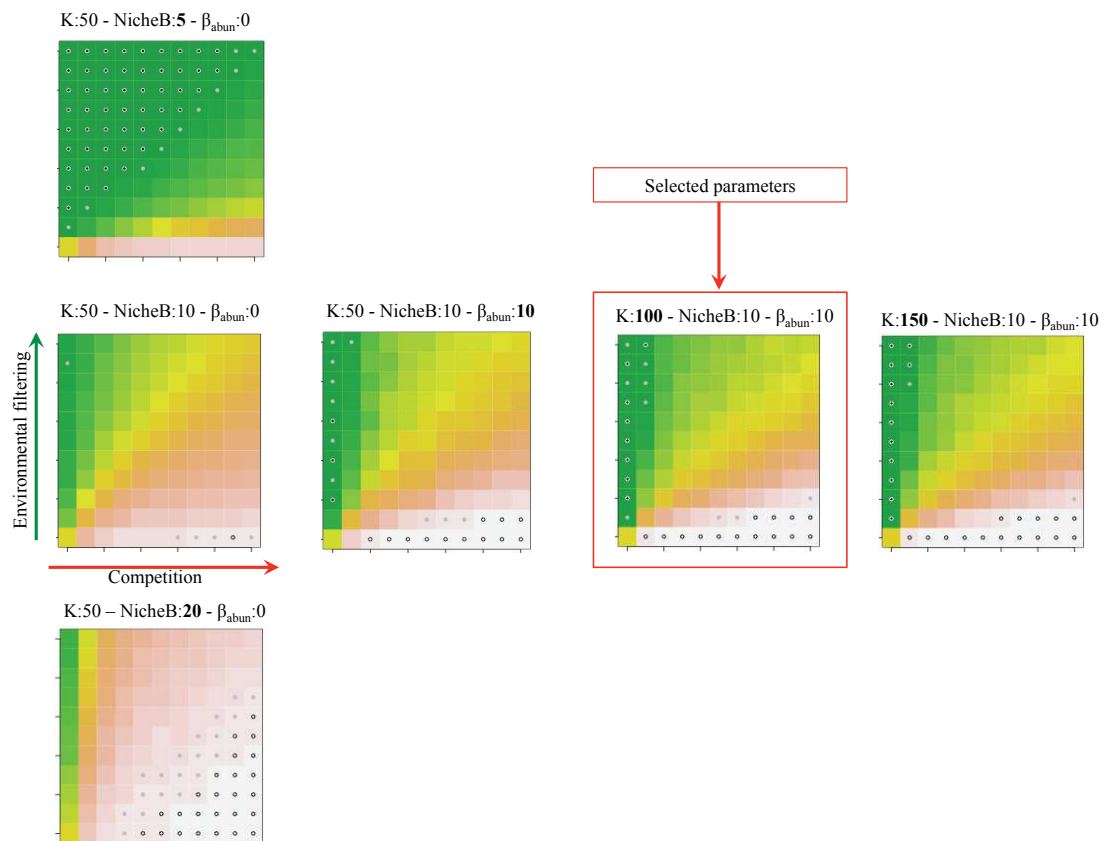 K:50 - NicheB:5 - βabun:0
Selected parameters
K:50 - NicheB:10 - βabun:0
K:50 - NicheB:10 - βabun:10
K:100 - NicheB:10 - βabun:10
K:150 - NicheB:10 - βabun:10
Environmental filtering
Competition
K:50 – NicheB:20 - βabun:0